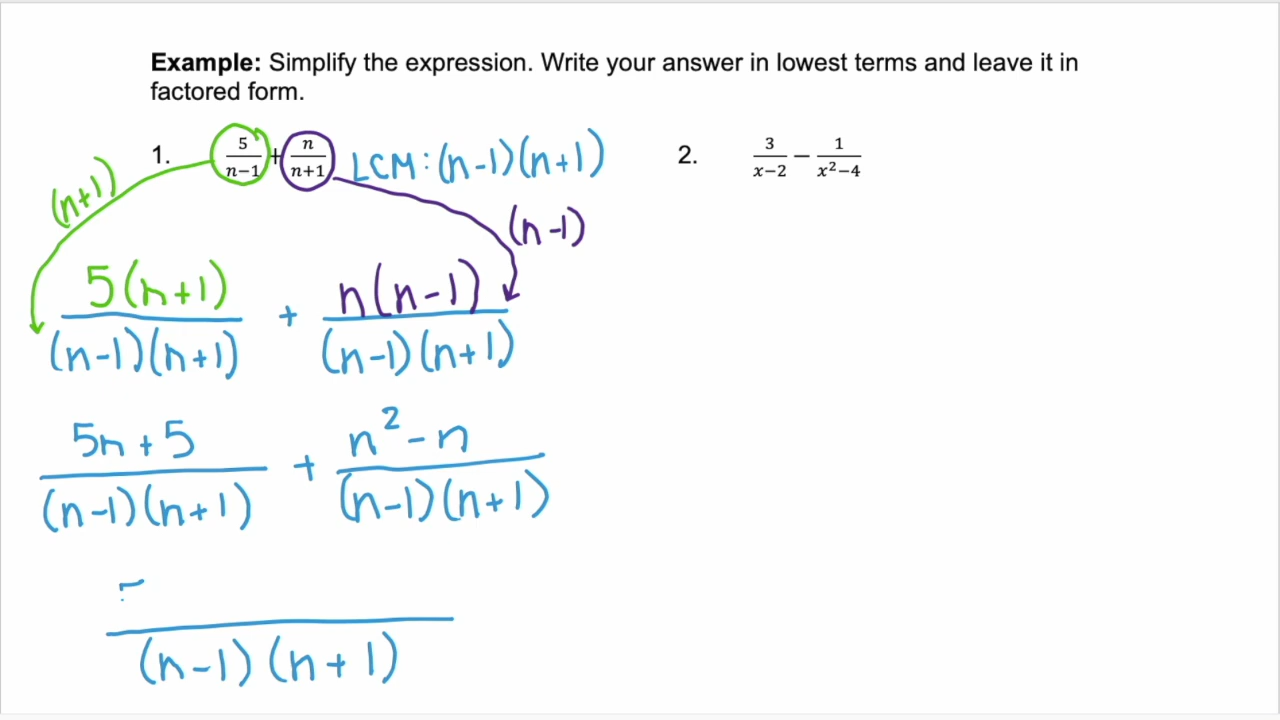 Example: Simplify the expression. Write your answer in lowest terms and leave it in
factored form.
1. 5/(n−1) + n/(n+1) LCM: (n-1)(n+1)
(n+1)
(n-1)
5(n+1)/(n-1)(n+1) + n(n-1)/(n-1)(n+1)
5n+5/(n-1)(n+1) + n²-n/(n-1)(n+1)
(n-1)(n+1)
2. 3/(x−2) − 1/(x²−4)